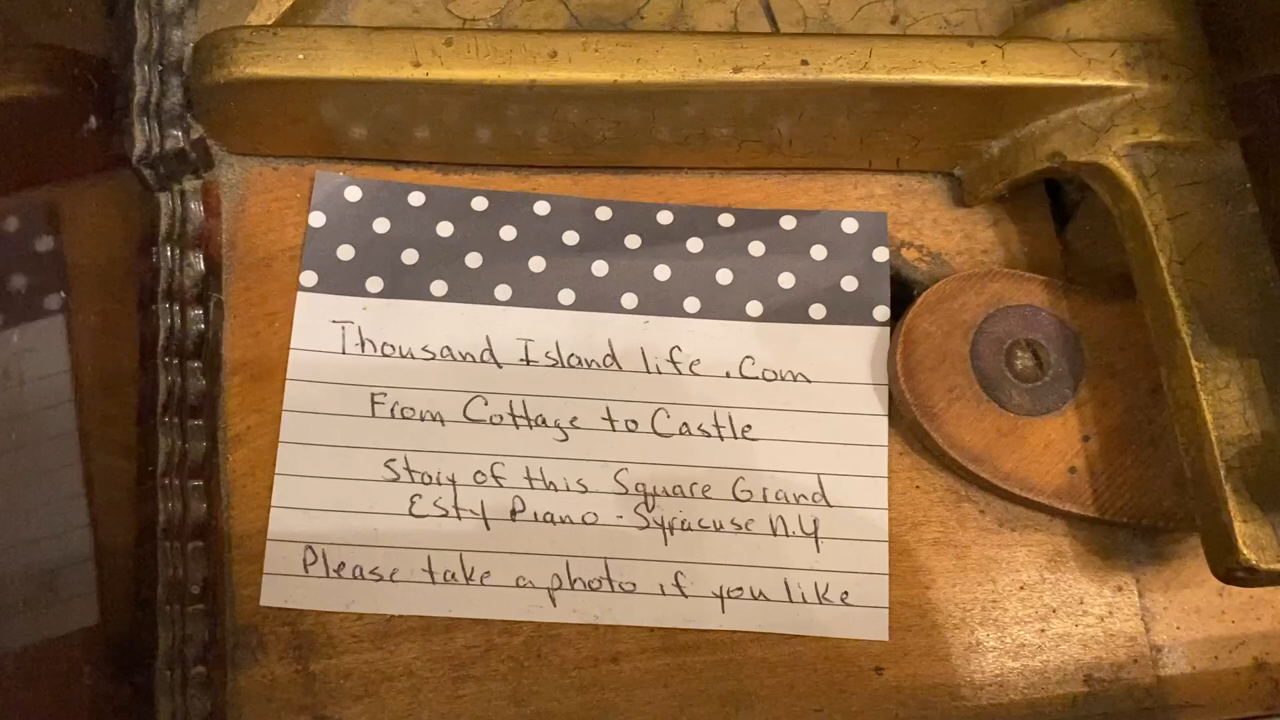 Thousand Island life .Com
From Cottage to Castle
Story of this Square Grand
Esty Piano - Syracuse N.Y
Please take a photo if you like